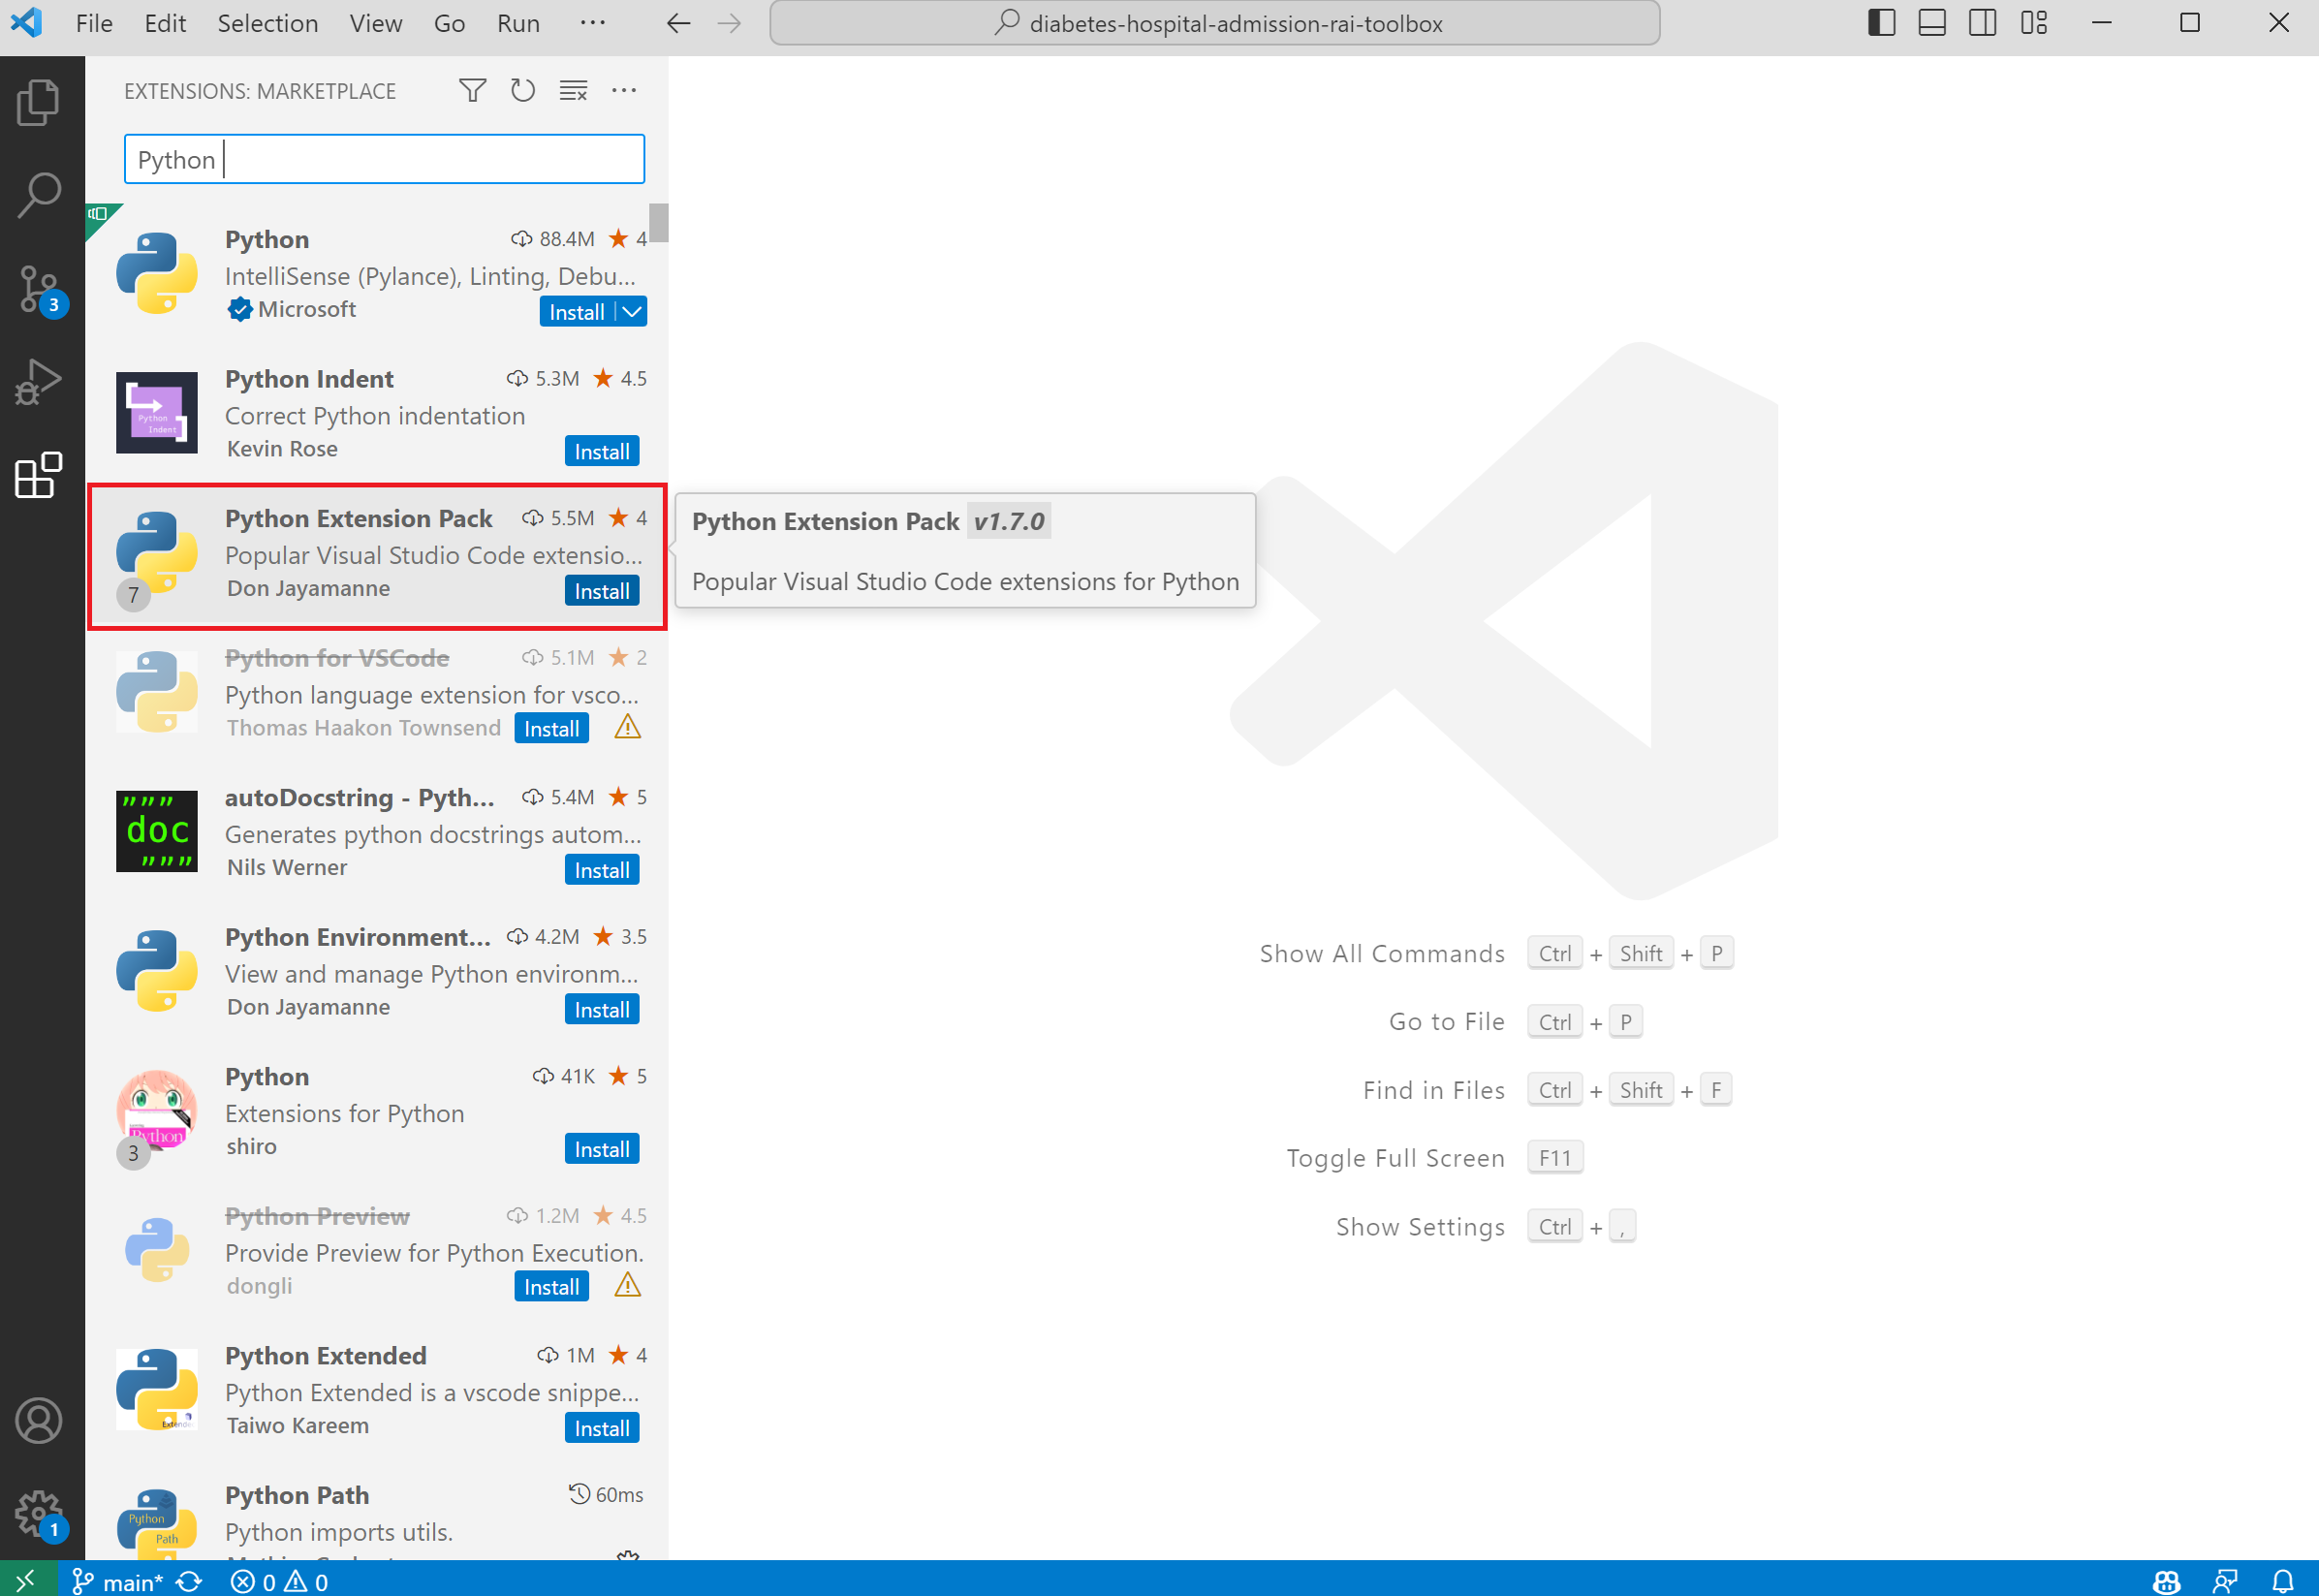 File Edit Selection View Go Run ···
diabetes-hospital-admission-rai-toolbox
EXTENSIONS: MARKETPLACE
Python
Python 88.4M ★ 4
IntelliSense (Pylance), Linting, Debu...
Microsoft Install
Python Indent 5.3M ★ 4.5
Correct Python indentation
Kevin Rose Install
Python
Indent
Python Extension Pack 5.5M ★ 4
Popular Visual Studio Code extensio...
Don Jayamanne Install
7
Python Extension Pack v1.7.0
Popular Visual Studio Code extensions for Python
Python for VSCode 5.1M ★ 2
Python language extension for vsco...
Thomas Haakon Townsend Install
autoDocstring - Pyth... 5.4M ★ 5
Generates python docstrings autom...
Nils Werner Install
"""
doc
"""
Python Environment... 4.2M ★ 3.5
View and manage Python environm...
Don Jayamanne Install
Python 41K ★ 5
Extensions for Python
shiro Install
Python
3
Python Preview 1.2M ★ 4.5
Provide Preview for Python Execution.
dongli Install
Python Extended 1M ★ 4
Python Extended is a vscode snippe...
Taiwo Kareem Install
Python Path 60ms
Python imports utils.
Python
Path
3
1
Show All Commands Ctrl + Shift + P
Go to File Ctrl + P
Find in Files Ctrl + Shift + F
Toggle Full Screen F11
Show Settings Ctrl + ,
main* 0 0